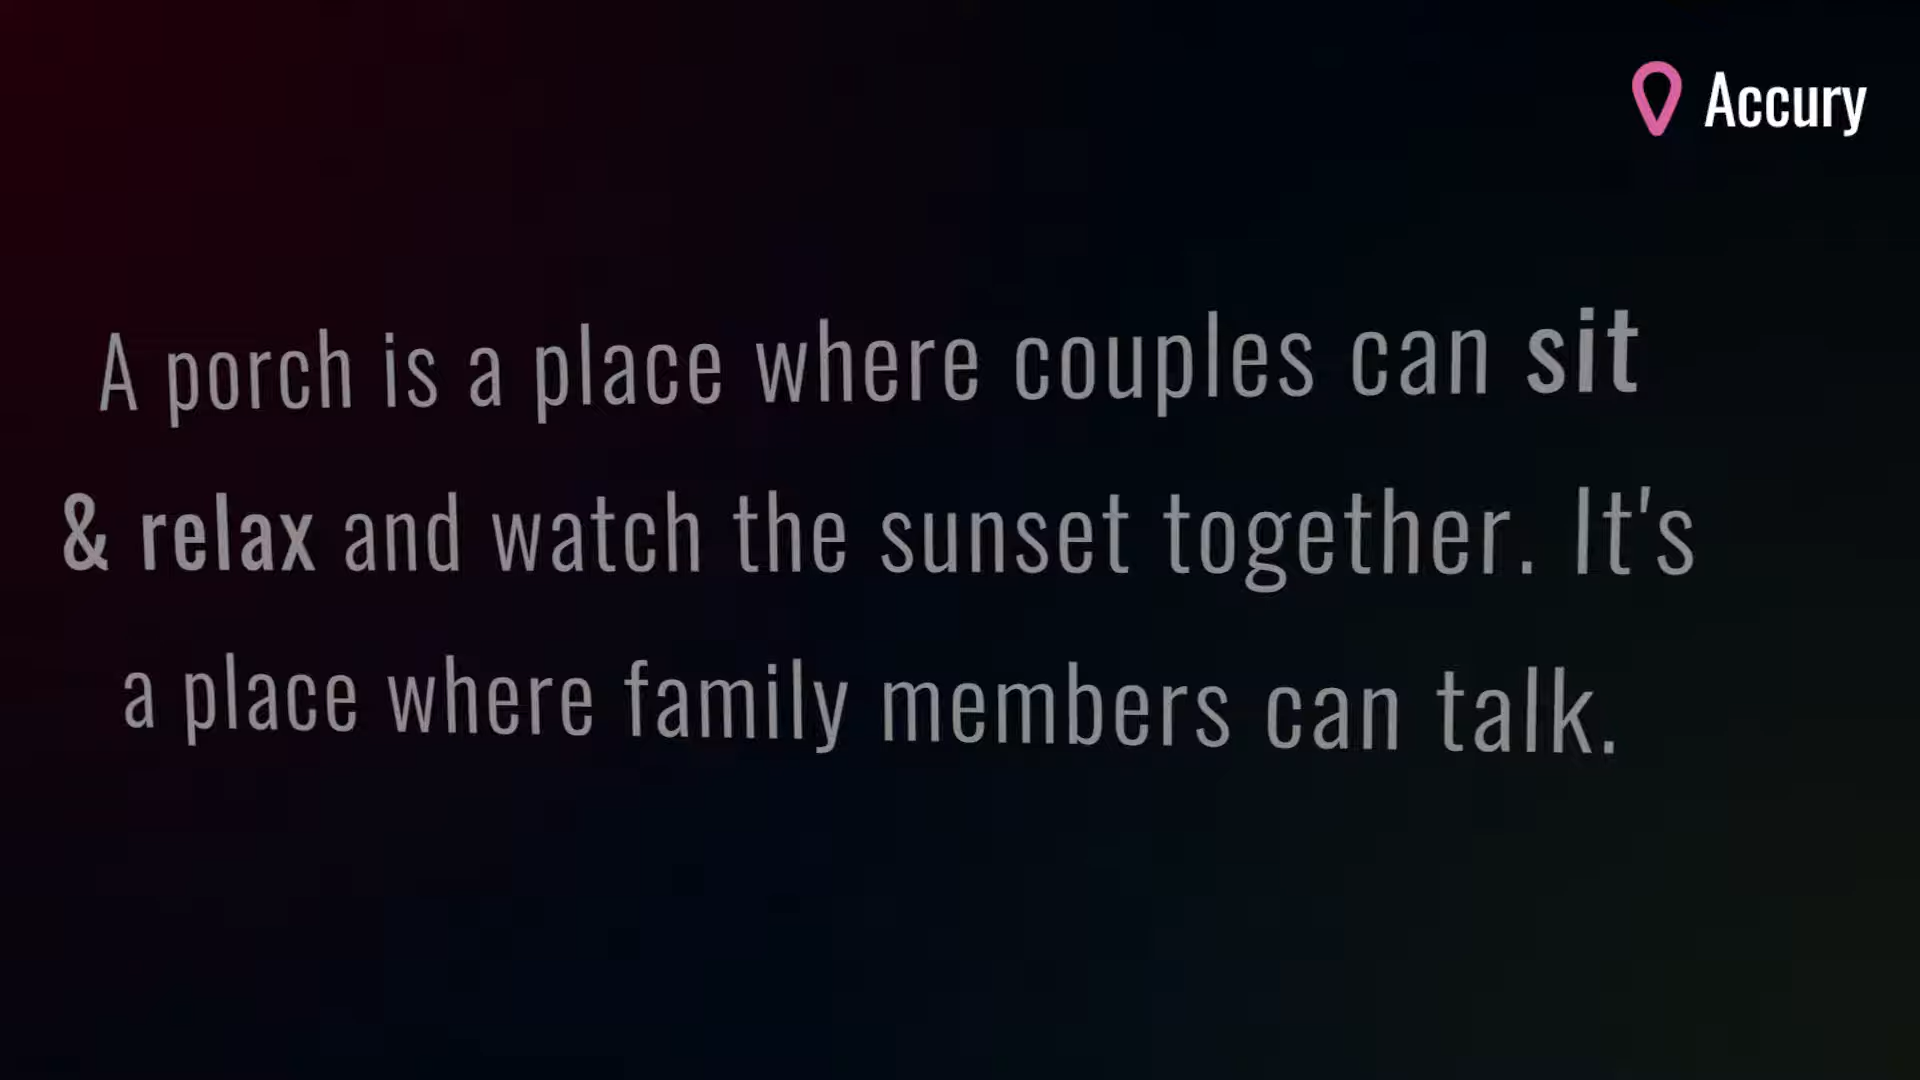 Accury
A porch is a place where couples can sit
& relax and watch the sunset together. It's
a place where family members can talk.